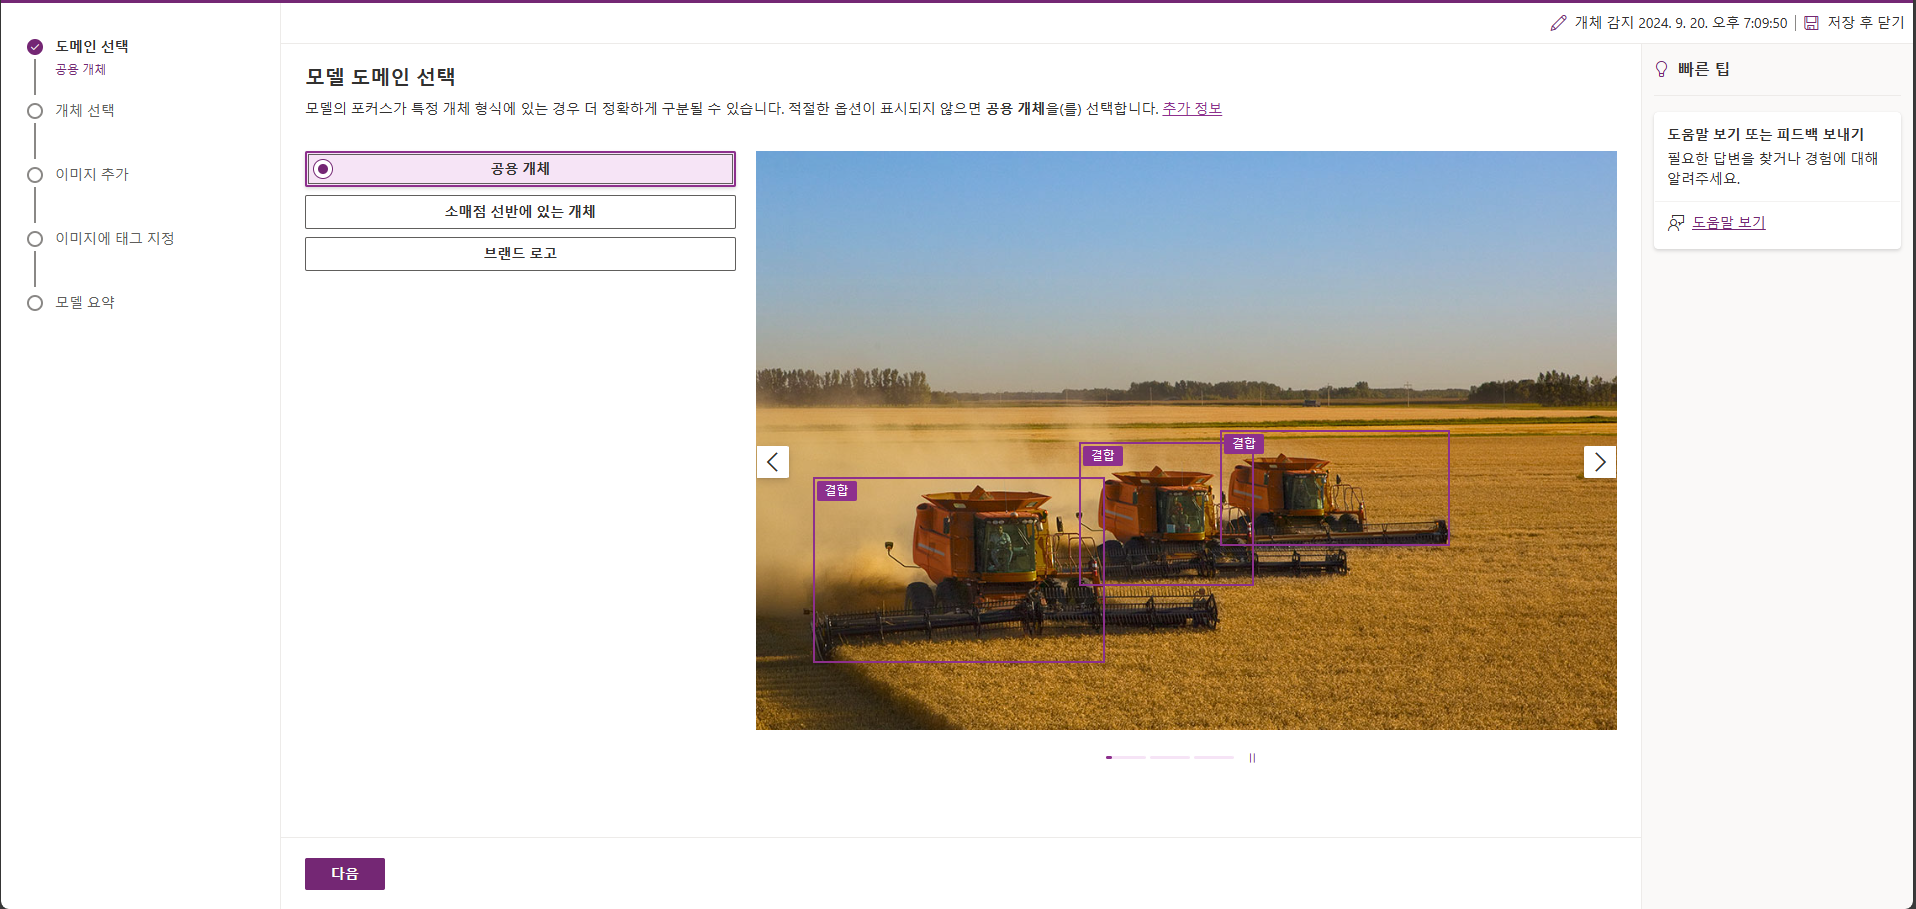 개체 감지 2024. 9. 20. 오후 7:09:50
저장 후 닫기
도메인 선택
공용 개체
개체 선택
이미지 추가
이미지에 태그 지정
모델 요약
모델 도메인 선택
모델의 포커스가 특정 개체 형식에 있는 경우 더 정확하게 구분될 수 있습니다. 적절한 옵션이 표시되지 않으면 공용 개체을(를) 선택합니다. 추가 정보
공용 개체
소매점 선반에 있는 개체
브랜드 로고
결합
결합
결합
다음
빠른 팁
도움말 보기 또는 피드백 보내기
필요한 답변을 찾거나 경험에 대해
알려주세요.
도움말 보기